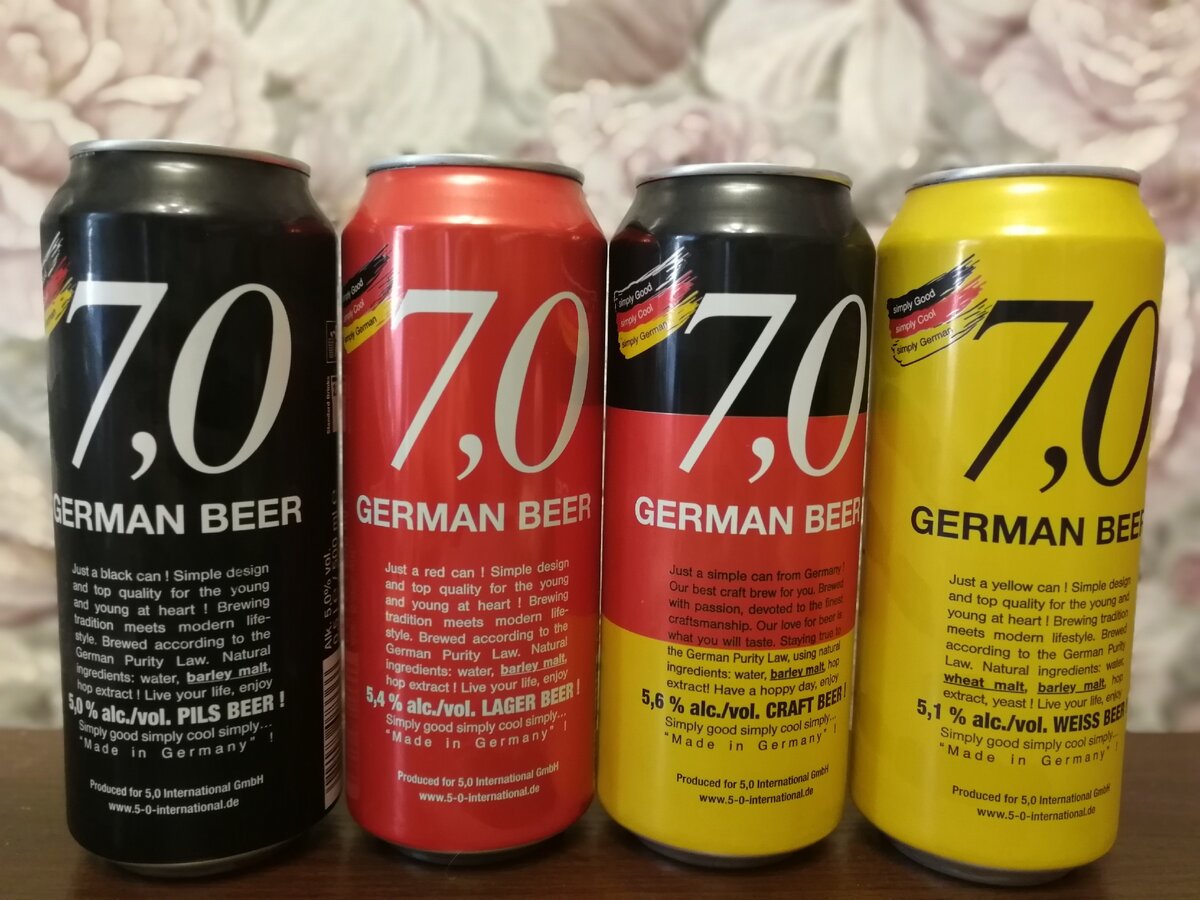 7,0
GERMAN BEER
Just a black can ! Simple design
and top quality for the young
and young at heart ! Brewing
tradition meets modern life-
style. Brewed according to the
German Purity Law. Natural
ingredients: water, barley malt,
hop extract ! Live your life, enjoy
5,0 % alc./vol. PILS BEER !
Simply good simply cool simply...
"Made in Germany" !
Produced for 5,0 International GmbH
www.5-0-international.de
Alk. 5.0% vol.
Standard Drinks
simply Cool
simply German
7,0
GERMAN BEER
Just a red can ! Simple design
and top quality for the young
and young at heart ! Brewing
tradition meets modern life-
style. Brewed according to the
German Purity Law. Natural
ingredients: water, barley malt,
hop extract ! Live your life, enjoy
5,4 % alc./vol. LAGER BEER !
Simply good simply cool simply...
"Made in Germany" !
Produced for 5,0 International GmbH
www.5-0-international.de
simply Good
simply Cool
simply German
7,0
GERMAN BEER
Just a simple can from Germany !
Our best craft brew for you. Brewed
with passion, devoted to the finest
craftsmanship. Our love for beer is
what you will taste. Staying true to
the German Purity Law, using natural
ingredients: water, barley malt, hop
extract! Have a hoppy day, enjoy
5,6 % alc./vol. CRAFT BEER !
Simply good simply cool simply...
"Made in Germany" !
Produced for 5,0 International GmbH
www.5-0-international.de
simply Good
simply Cool
simply German
7,0
GERMAN BEER
Just a yellow can ! Simple design
and top quality for the young and
young at heart ! Brewing tradition
meets modern lifestyle. Brewed
according to the German Purity
Law. Natural ingredients: water,
wheat malt, barley malt, hop
extract, yeast ! Live your life, enjoy
5,1 % alc./vol. WEISS BEER !
Simply good simply cool simply...
"Made in Germany" !
Produced for 5,0 International GmbH
www.5-0-international.de